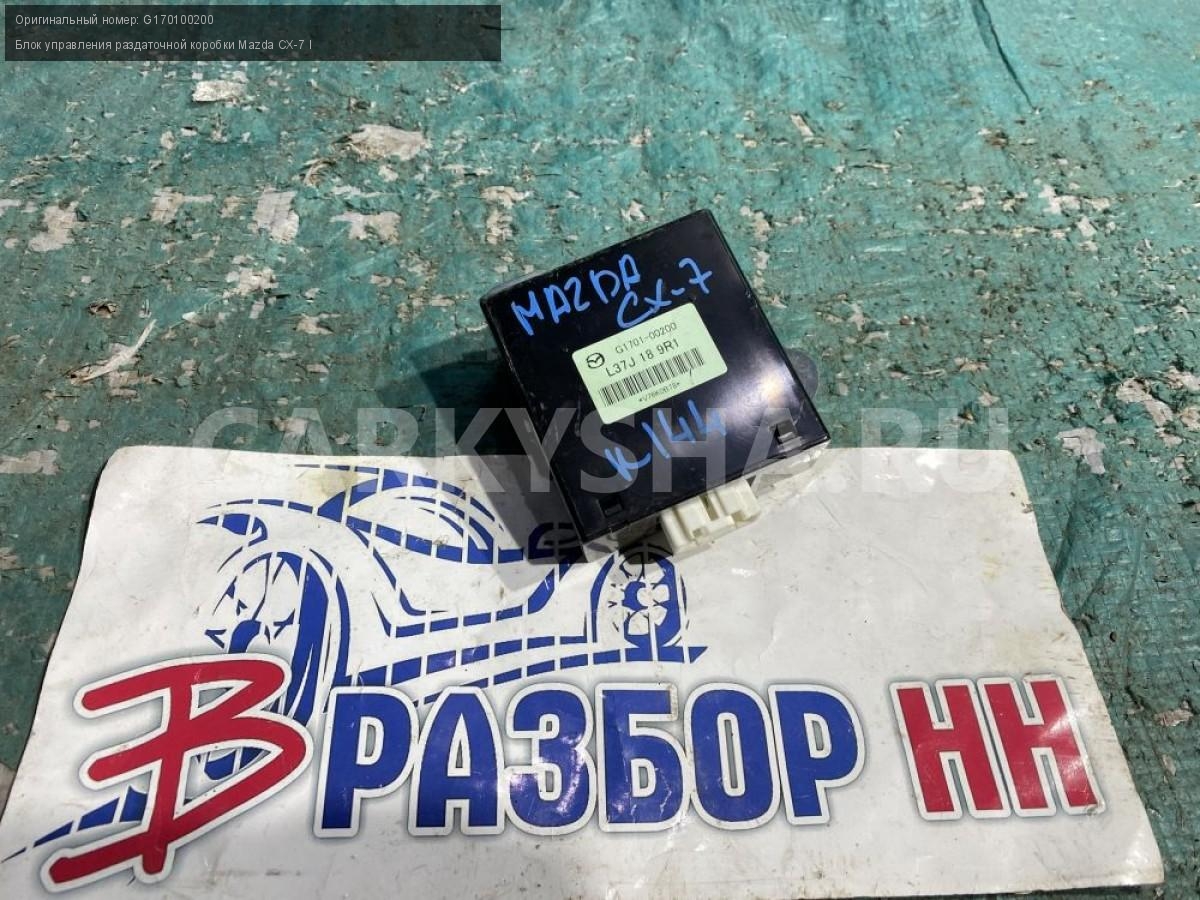 Оригинальный номер: G170100200
Блок управления раздаточной коробки Mazda CX-7 I
MAZDA
CX-7
G1701-00200
L37J 18 9R1
K144
CARKYSHA.RU
В РАЗБОР НН